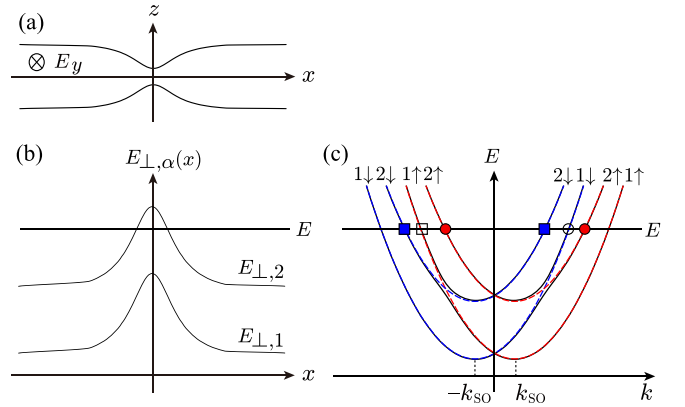 (a)
z
E_y
x
(b)
E_{⊥,α}(x)
E
E_{⊥,2}
E_{⊥,1}
x
(c)
E
1↓ 2↓ 1↑ 2↑ 2↓ 1↓ 2↑ 1↑
E
−k_SO k_SO k